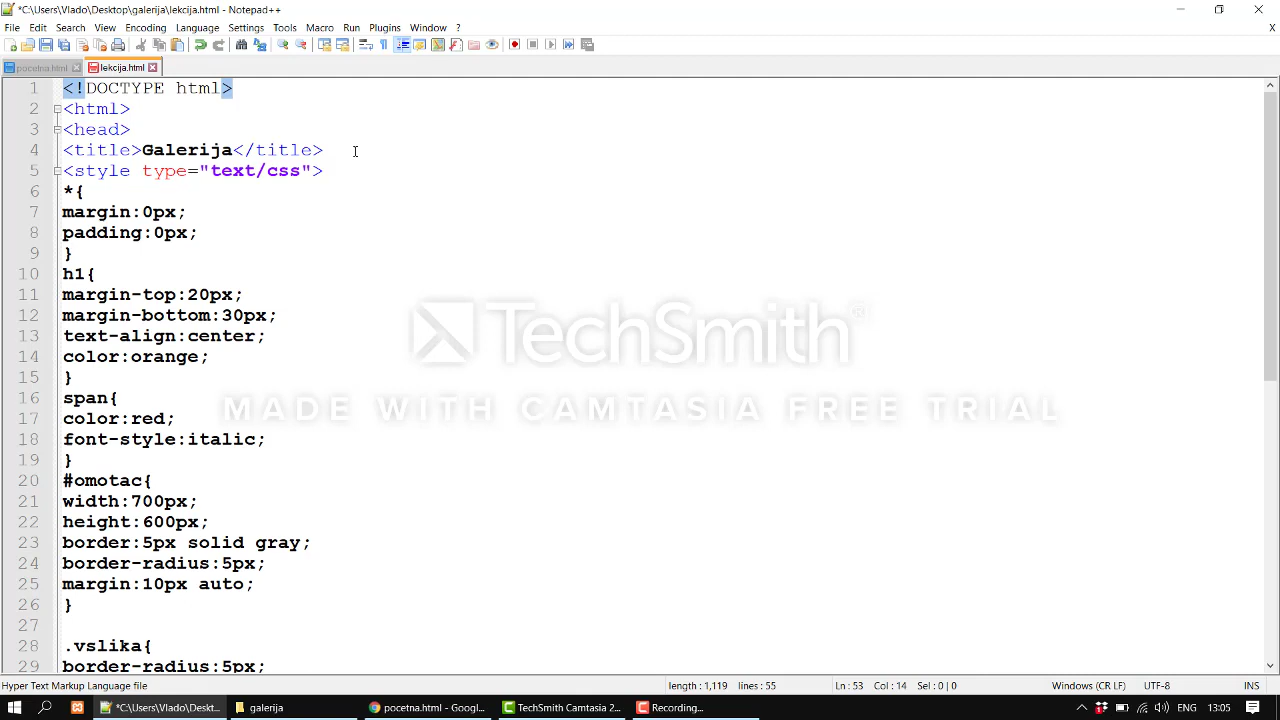 *C:\Users\Vlado\Desktop\galerija\lekcija.html - Notepad++
File Edit Search View Encoding Language Settings Tools Macro Run Plugins Window ? X
pocetna.html lekcija.html
1 <!DOCTYPE html>
2 <html>
3 <head>
4 <title>Galerija</title>
5 <style type="text/css">
6 *{
7 margin:0px;
8 padding:0px;
9 }
10 h1{
11 margin-top:20px;
12 margin-bottom:30px;
13 text-align:center;
14 color:orange;
15 }
16 span{
17 color:red;
18 font-style:italic;
19 }
20 #omotac{
21 width:700px;
22 height:600px;
23 border:5px solid gray;
24 border-radius:5px;
25 margin:10px auto;
26 }
27
28 .vslika{
29 border-radius:5px;
TechSmith®
MADE WITH CAMTASIA FREE TRIAL
Hyper Text Markup Language file length : 1,119 lines : 55 Ln : 53 Col : 14 Sel : 0 | 0 Windows (CR LF) UTF-8 INS
*C:\Users\Vlado\Deskt... galerija pocetna.html - Googl... TechSmith Camtasia 2... Recording... ENG 13:05